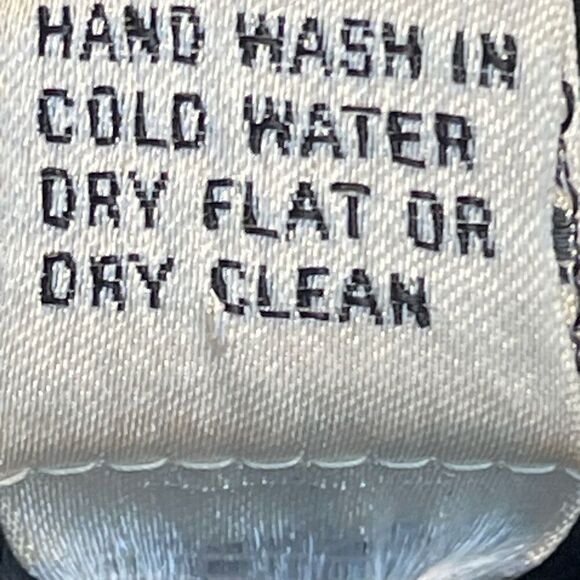 HAND WASH IN
COLD WATER
DRY FLAT OR
DRY CLEAN